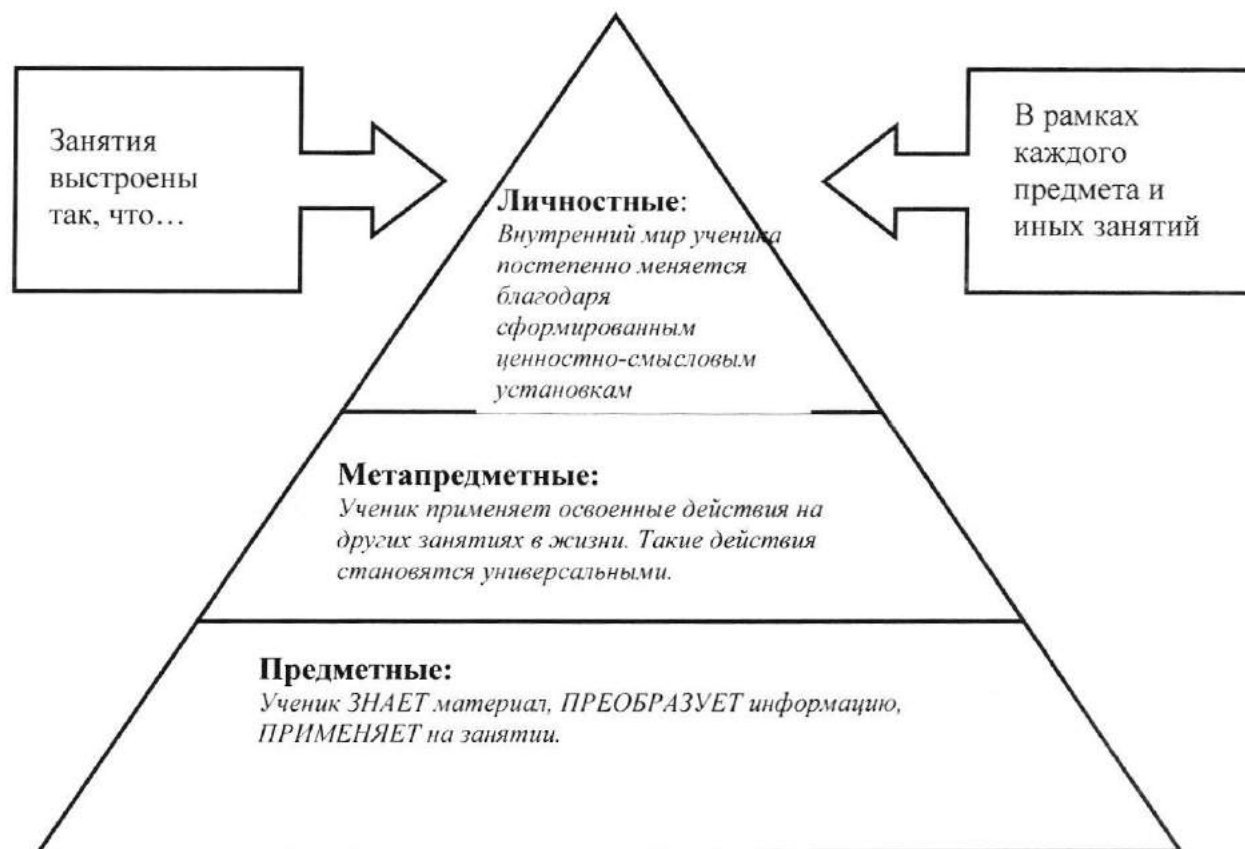 Занятия
выстроены
так, что…
В рамках
каждого
предмета и
иных занятий
Личностные:
Внутренний мир ученика
постепенно меняется
благодаря
сформированным
ценностно-смысловым
установкам
Метапредметные:
Ученик применяет освоенные действия на
других занятиях в жизни. Такие действия
становятся универсальными.
Предметные:
Ученик ЗНАЕТ материал, ПРЕОБРАЗУЕТ информацию,
ПРИМЕНЯЕТ на занятии.